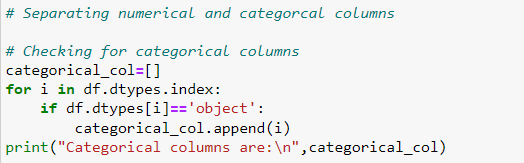 # Separating numerical and categorcal columns
# Checking for categorical columns
categorical_col=[]
for i in df.dtypes.index:
    if df.dtypes[i]=='object':
        categorical_col.append(i)
print("Categorical columns are:\n",categorical_col)